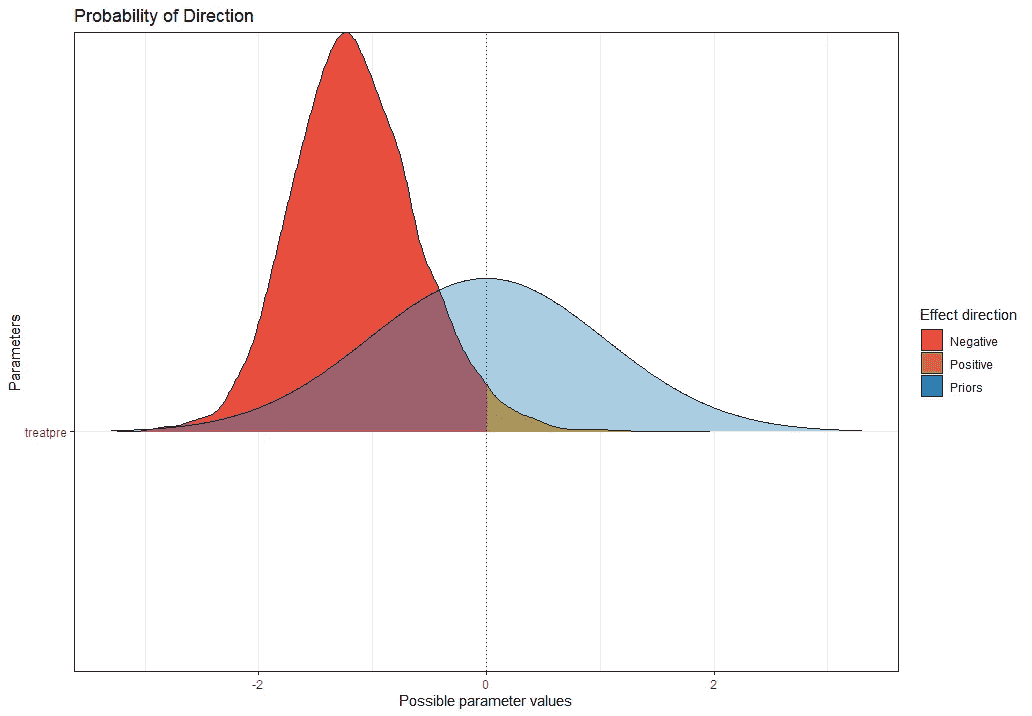 Probability of Direction
Parameters
treatpre
-2
0
2
Possible parameter values
Effect direction
Negative
Positive
Priors